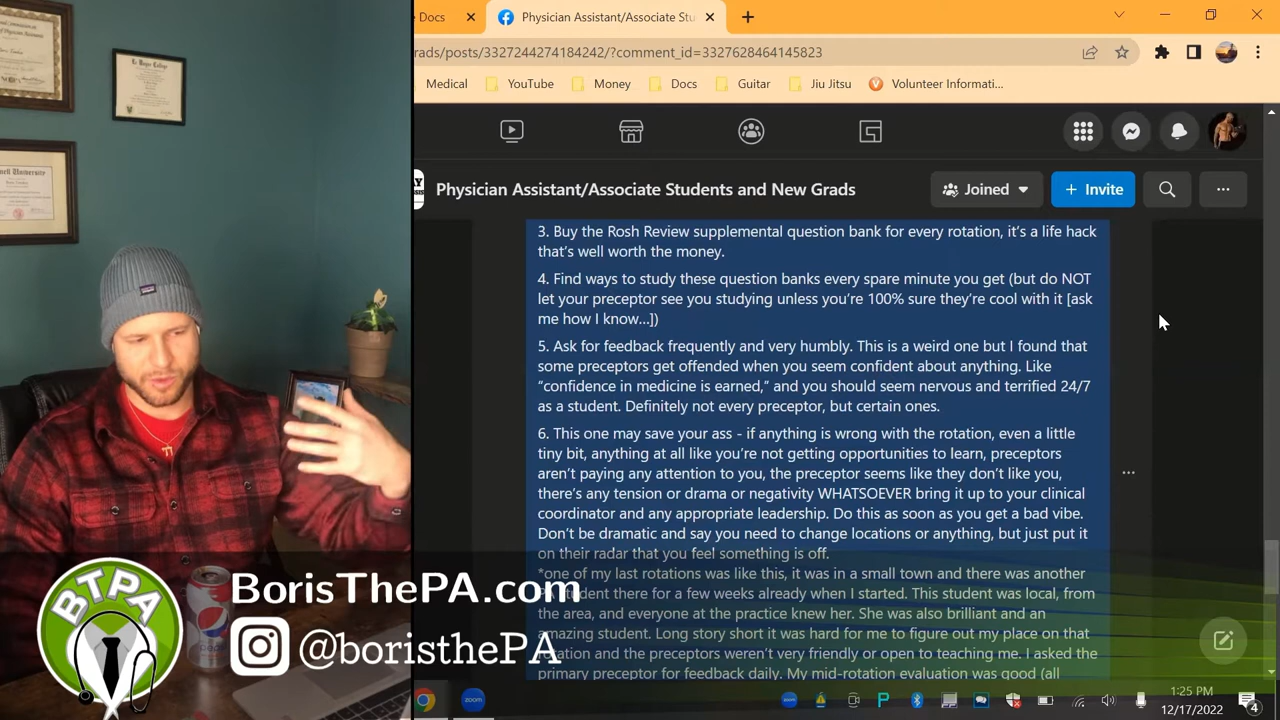 Docs
Physician Assistant/Associate Stu
rads/posts/3327244274184242/?comment_id=3327628464145823
Medical
YouTube
Money
Docs
Guitar
Jiu Jitsu
Volunteer Informati...
Physician Assistant/Associate Students and New Grads
Joined
+ Invite
3. Buy the Rosh Review supplemental question bank for every rotation, it's a life hack
that's well worth the money.
4. Find ways to study these question banks every spare minute you get (but do NOT
let your preceptor see you studying unless you're 100% sure they're cool with it [ask
me how I know...])
5. Ask for feedback frequently and very humbly. This is a weird one but I found that
some preceptors get offended when you seem confident about anything. Like
“confidence in medicine is earned,” and you should seem nervous and terrified 24/7
as a student. Definitely not every preceptor, but certain ones.
6. This one may save your ass - if anything is wrong with the rotation, even a little
tiny bit, anything at all like you're not getting opportunities to learn, preceptors
aren't paying any attention to you, the preceptor seems like they don't like you,
there's any tension or drama or negativity WHATSOEVER bring it up to your clinical
coordinator and any appropriate leadership. Do this as soon as you get a bad vibe.
Don't be dramatic and say you need to change locations or anything, but just put it
on their radar that you feel something is off.
*one of my last rotations was like this, it was in a small town and there was another
student there for a few weeks already when I started. This student was local, from
the area, and everyone at the practice knew her. She was also brilliant and an
amazing student. Long story short it was hard for me to figure out my place on that
and the preceptors weren't very friendly or open to teaching me. I asked the
primary preceptor for feedback daily. My mid-rotation evaluation was good (all
BTPA
BorisThePA.com
@boristhePA
pepsi
Le Moyne College
zoom
1:25 PM
12/17/2022
4